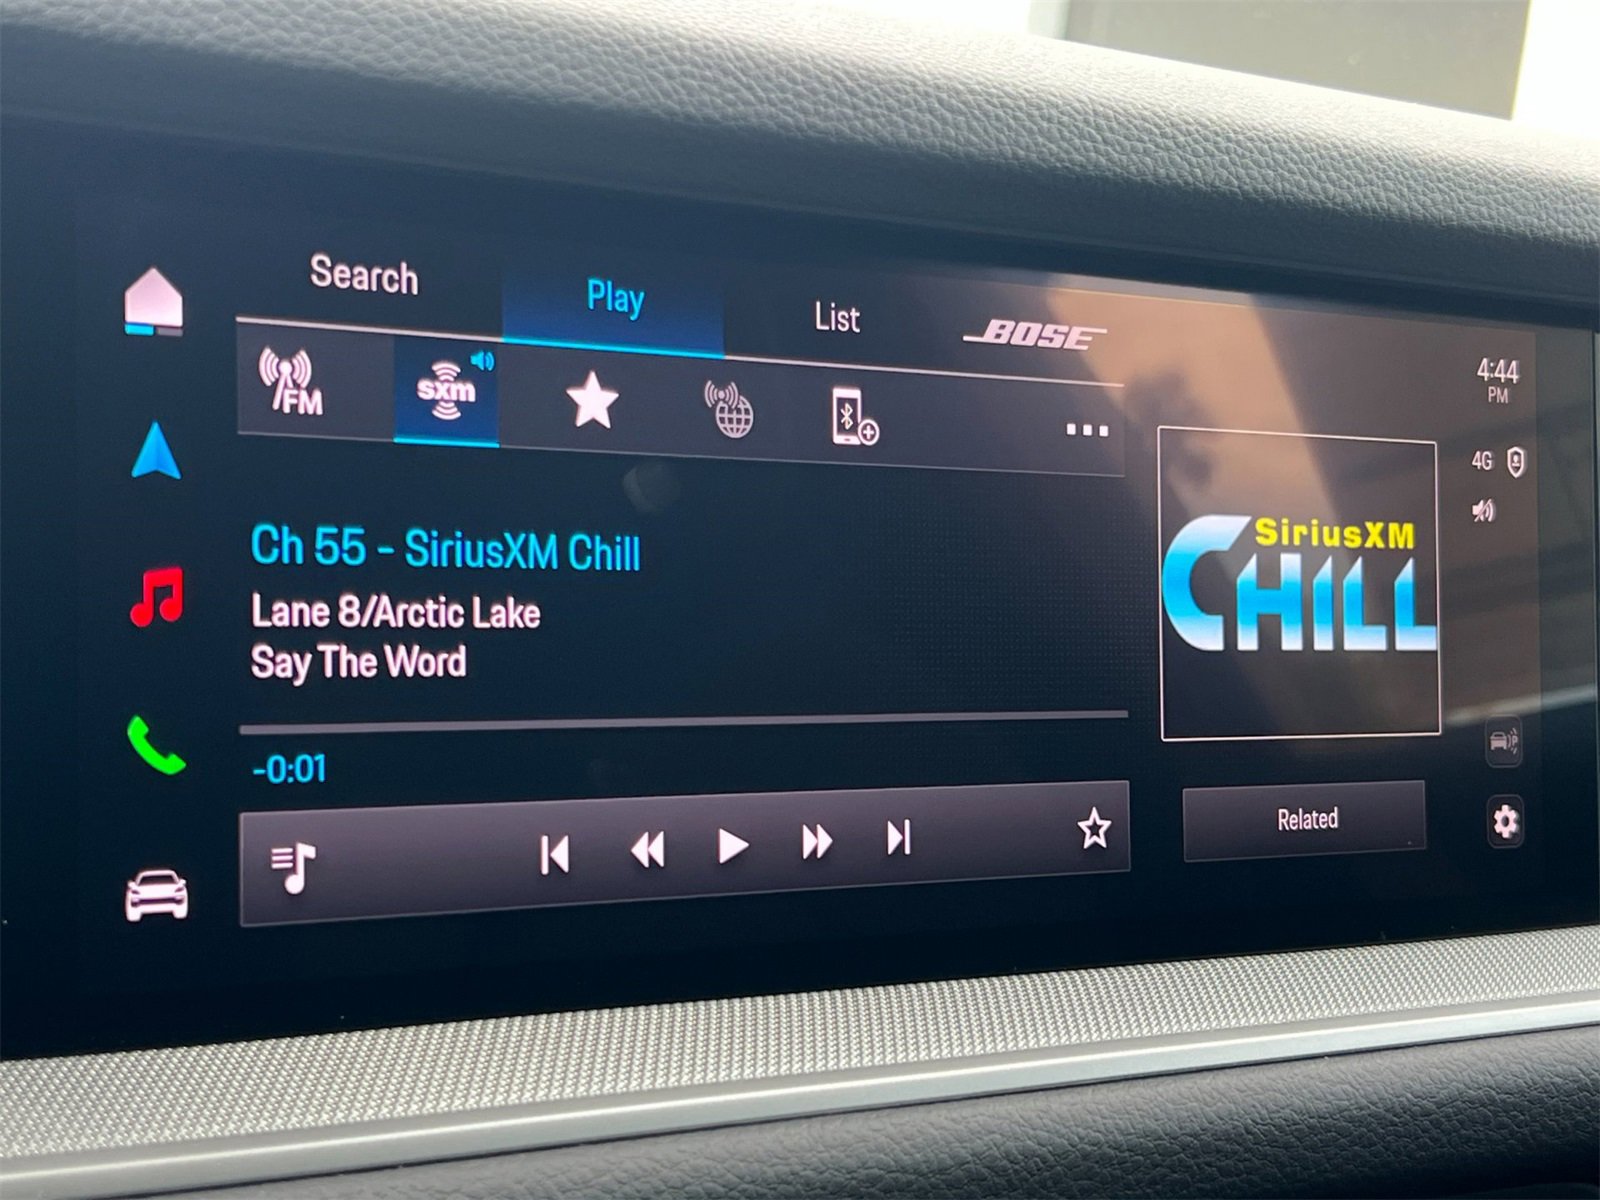 Search
Play
List
BOSE
FM
sxm
4:44
PM
4G
Ch 55 - SiriusXM Chill
Lane 8/Arctic Lake
Say The Word
-0:01
SiriusXM
CHILL
Related
P